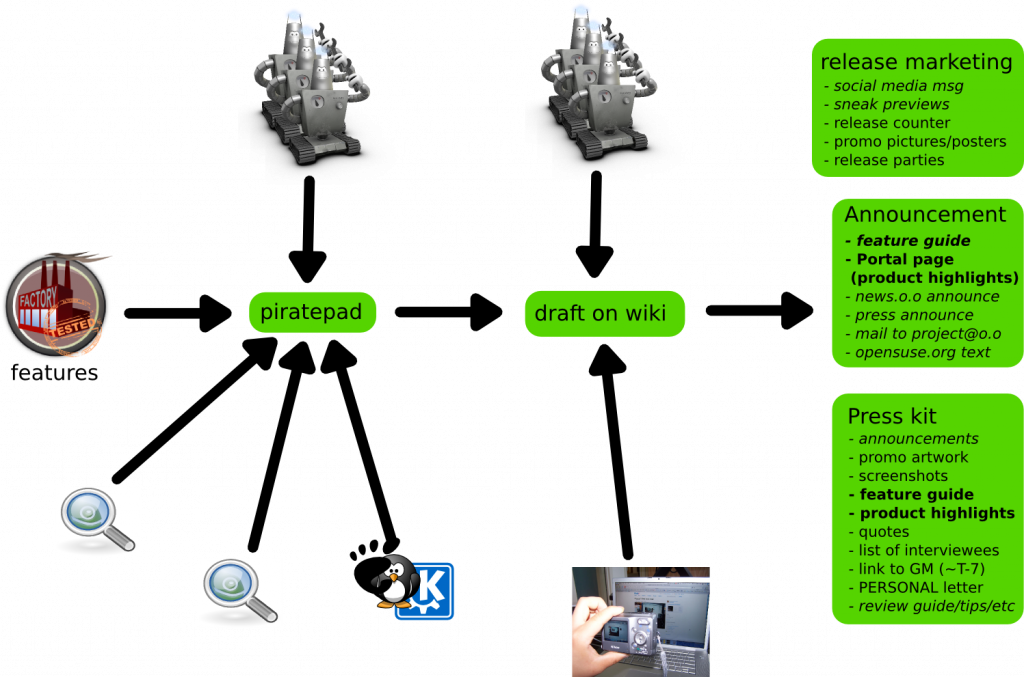 release marketing
- social media msg
- sneak previews
- release counter
- promo pictures/posters
- release parties
Announcement
- feature guide
- Portal page
(product highlights)
- news.o.o announce
- press announce
- mail to project@o.o
- opensuse.org text
FACTORY
TESTED
features
piratepad
draft on wiki
Press kit
- announcements
- promo artwork
- screenshots
- feature guide
- product highlights
- quotes
- list of interviewees
- link to GM (~T-7)
- PERSONAL letter
- review guide/tips/etc
K